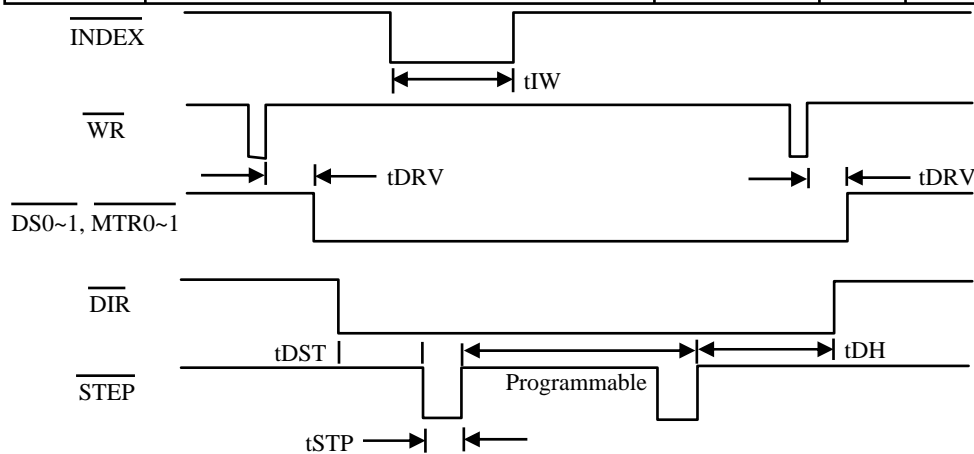 INDEX
tIW
WR
tDRV
tDRV
DS0~1, MTR0~1
DIR
tDST
tDH
Programmable
STEP
tSTP